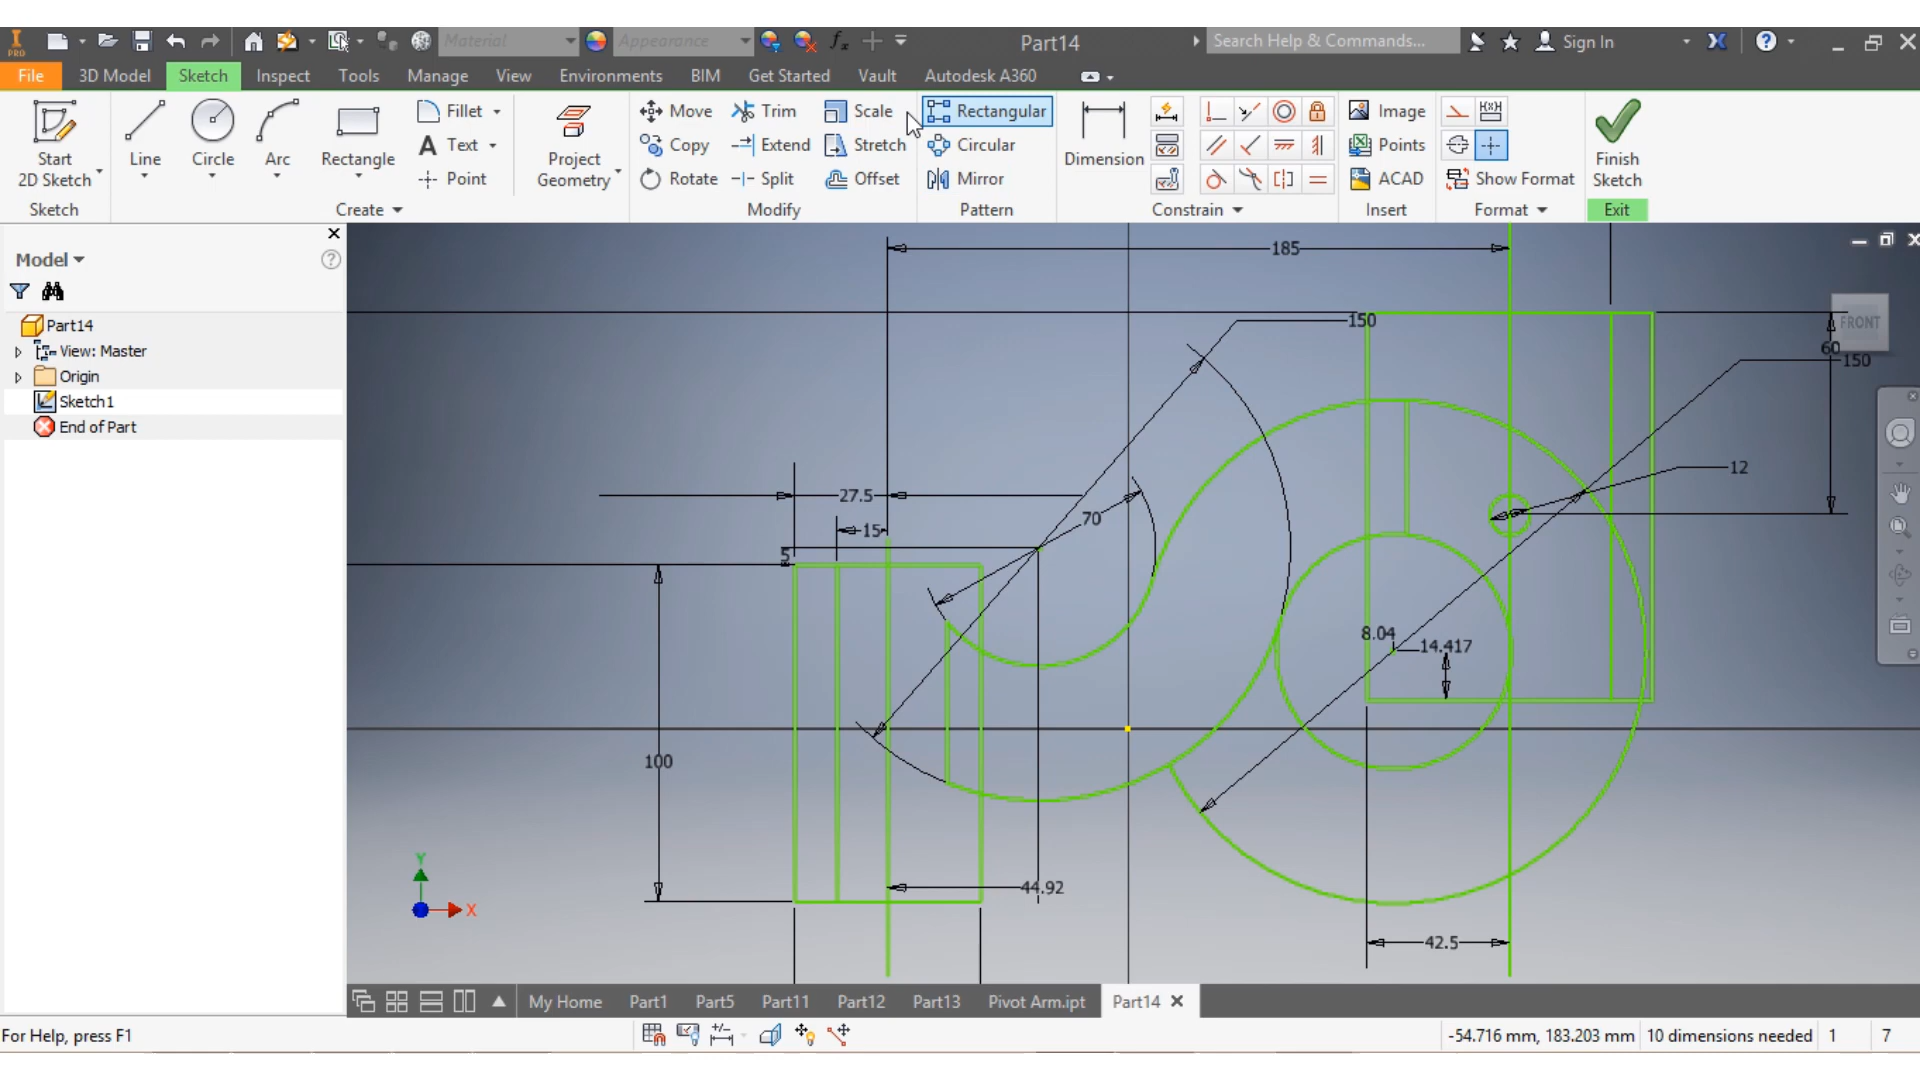 PRO
Material
Appearance
fx
Part14
Search Help & Commands...
Sign In
File
3D Model
Sketch
Inspect
Tools
Manage
View
Environments
BIM
Get Started
Vault
Autodesk A360
Start
2D Sketch
Line
Circle
Arc
Rectangle
Fillet
Text
Point
Project
Geometry
Move
Copy
Rotate
Trim
Extend
Split
Scale
Stretch
Offset
Rectangular
Circular
Mirror
Dimension
Image
Points
ACAD
Show Format
Finish
Sketch
Sketch
Create
Modify
Pattern
Constrain
Insert
Format
Exit
Model
Part14
View: Master
Origin
Sketch1
End of Part
185
150
FRONT
60
150
12
27.5
70
15
5
8.04
14.417
100
44.92
42.5
Y
X
My Home
Part1
Part5
Part11
Part12
Part13
Pivot Arm.ipt
Part14
For Help, press F1
-54.716 mm, 183.203 mm
10 dimensions needed
1
7